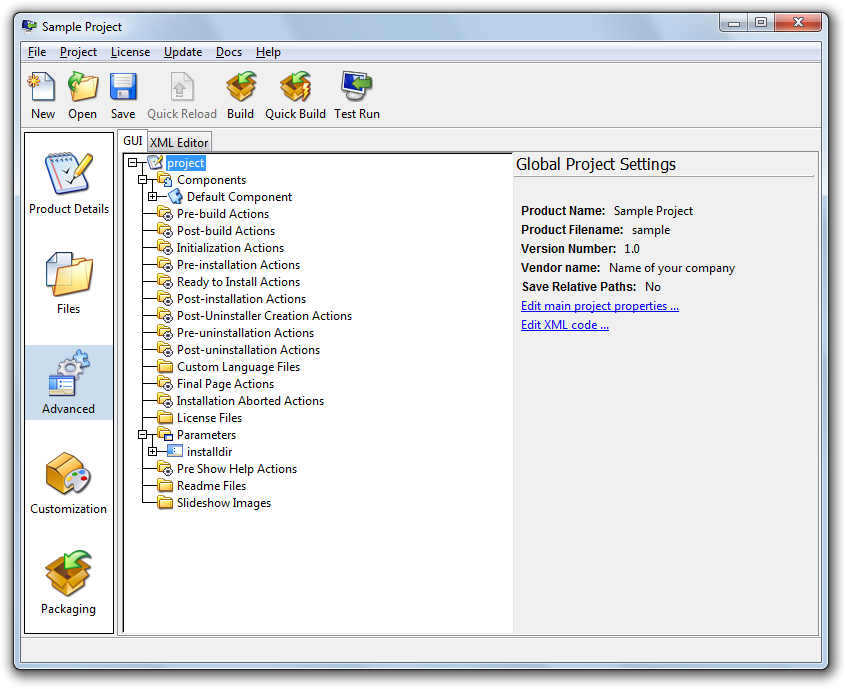 Sample Project
File Project License Update Docs Help
New Open Save Quick Reload Build Quick Build Test Run
Product Details
Files
Advanced
Customization
Packaging
GUI XML Editor
project
Components
Default Component
Pre-build Actions
Post-build Actions
Initialization Actions
Pre-installation Actions
Ready to Install Actions
Post-installation Actions
Post-Uninstaller Creation Actions
Pre-uninstallation Actions
Post-uninstallation Actions
Custom Language Files
Final Page Actions
Installation Aborted Actions
License Files
Parameters
installdir
Pre Show Help Actions
Readme Files
Slideshow Images
Global Project Settings
Product Name: Sample Project
Product Filename: sample
Version Number: 1.0
Vendor name: Name of your company
Save Relative Paths: No
Edit main project properties ...
Edit XML code ...